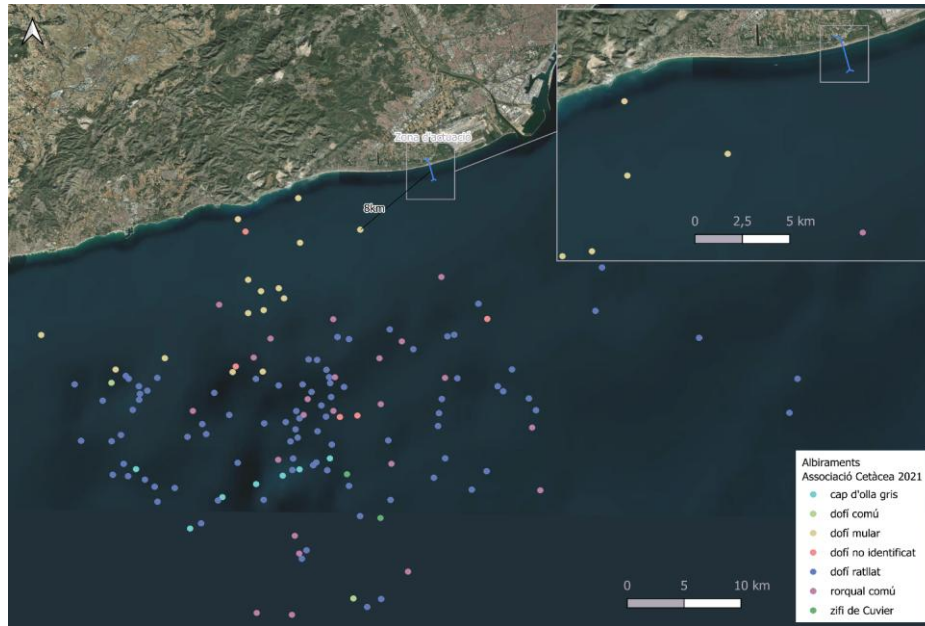 Zona d'actuació
8km
0 2,5 5 km
0 5 10 km
Albiraments
Associació Cetàcea 2021
cap d'olla gris
dofí comú
dofí mular
dofí no identificat
dofí ratllat
rorqual comú
zifi de Cuvier